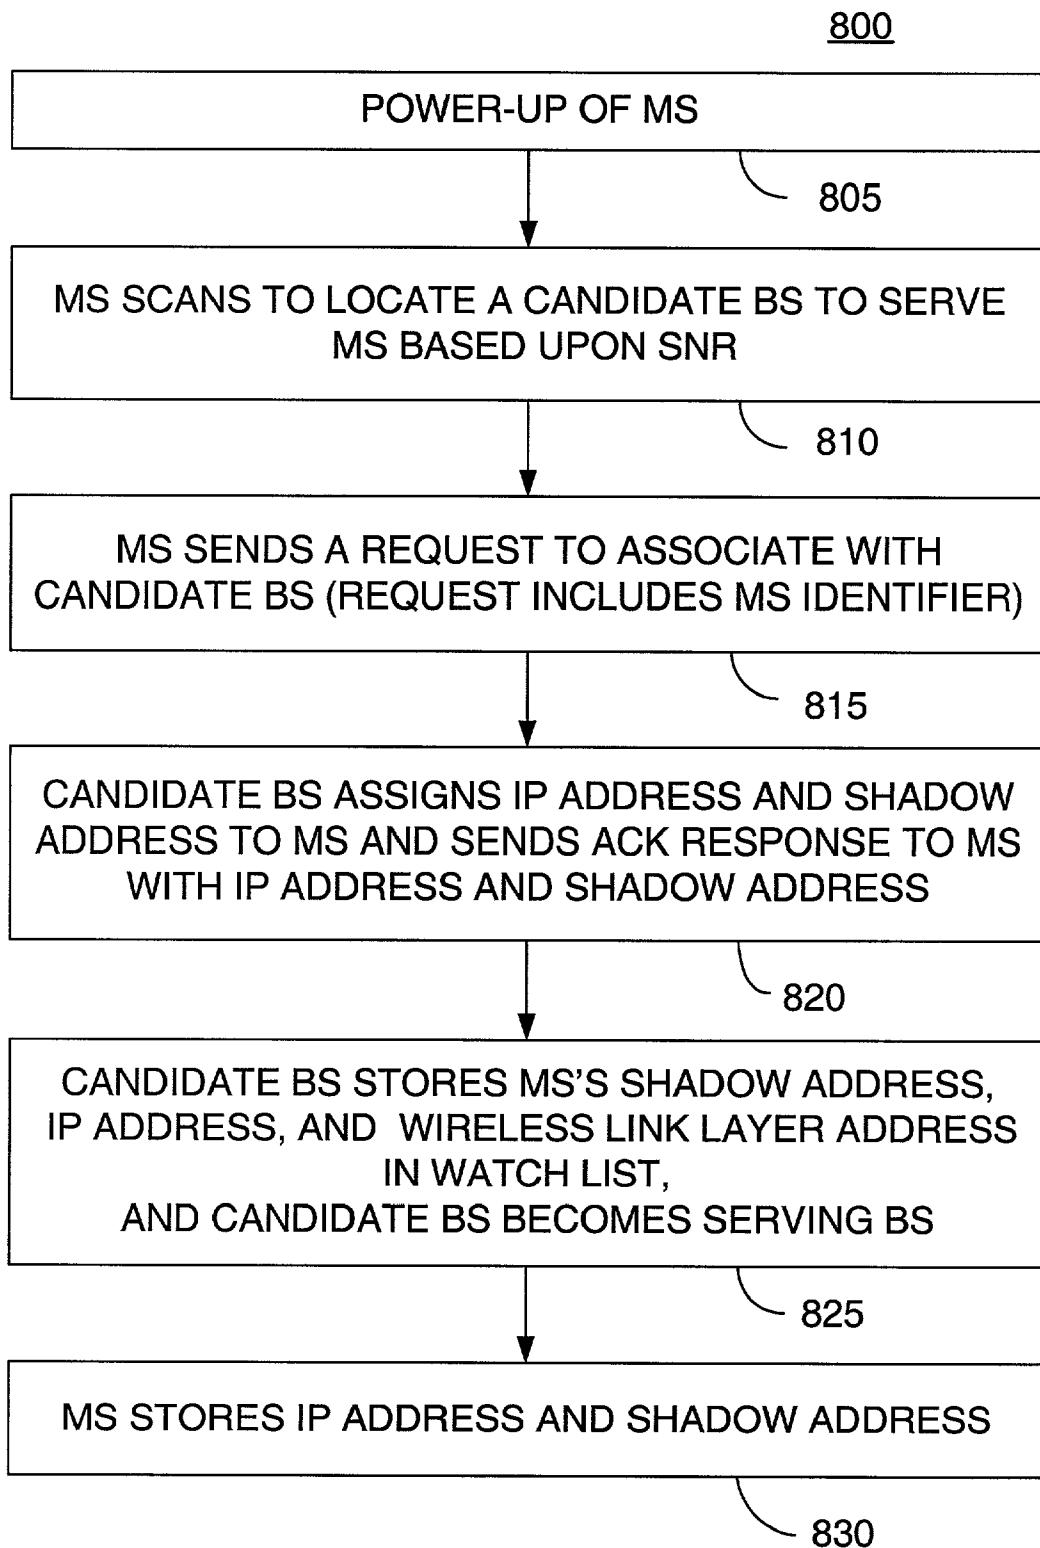 800
POWER-UP OF MS
805
MS SCANS TO LOCATE A CANDIDATE BS TO SERVE
MS BASED UPON SNR
810
MS SENDS A REQUEST TO ASSOCIATE WITH
CANDIDATE BS (REQUEST INCLUDES MS IDENTIFIER)
815
CANDIDATE BS ASSIGNS IP ADDRESS AND SHADOW
ADDRESS TO MS AND SENDS ACK RESPONSE TO MS
WITH IP ADDRESS AND SHADOW ADDRESS
820
CANDIDATE BS STORES MS'S SHADOW ADDRESS,
IP ADDRESS, AND WIRELESS LINK LAYER ADDRESS
IN WATCH LIST,
AND CANDIDATE BS BECOMES SERVING BS
825
MS STORES IP ADDRESS AND SHADOW ADDRESS
830